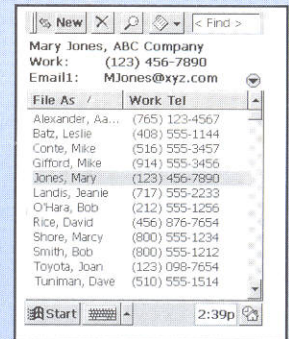 New < Find >
Mary Jones, ABC Company
Work: (123) 456-7890
Email1: MJones@xyz.com
File As / Work Tel
Alexander, Aa... (765) 123-4567
Batz, Leslie (408) 555-1144
Conte, Mike (516) 555-3457
Gifford, Mike (914) 555-3456
Jones, Mary (123) 456-7890
Landis, Jeanie (717) 555-2233
O'Hara, Bob (212) 555-1256
Rice, David (456) 876-7654
Shore, Marcy (800) 555-1234
Smith, Bob (800) 555-1212
Toyota, Joan (123) 098-7654
Tuniman, Dave (510) 555-1514
Start 2:39p